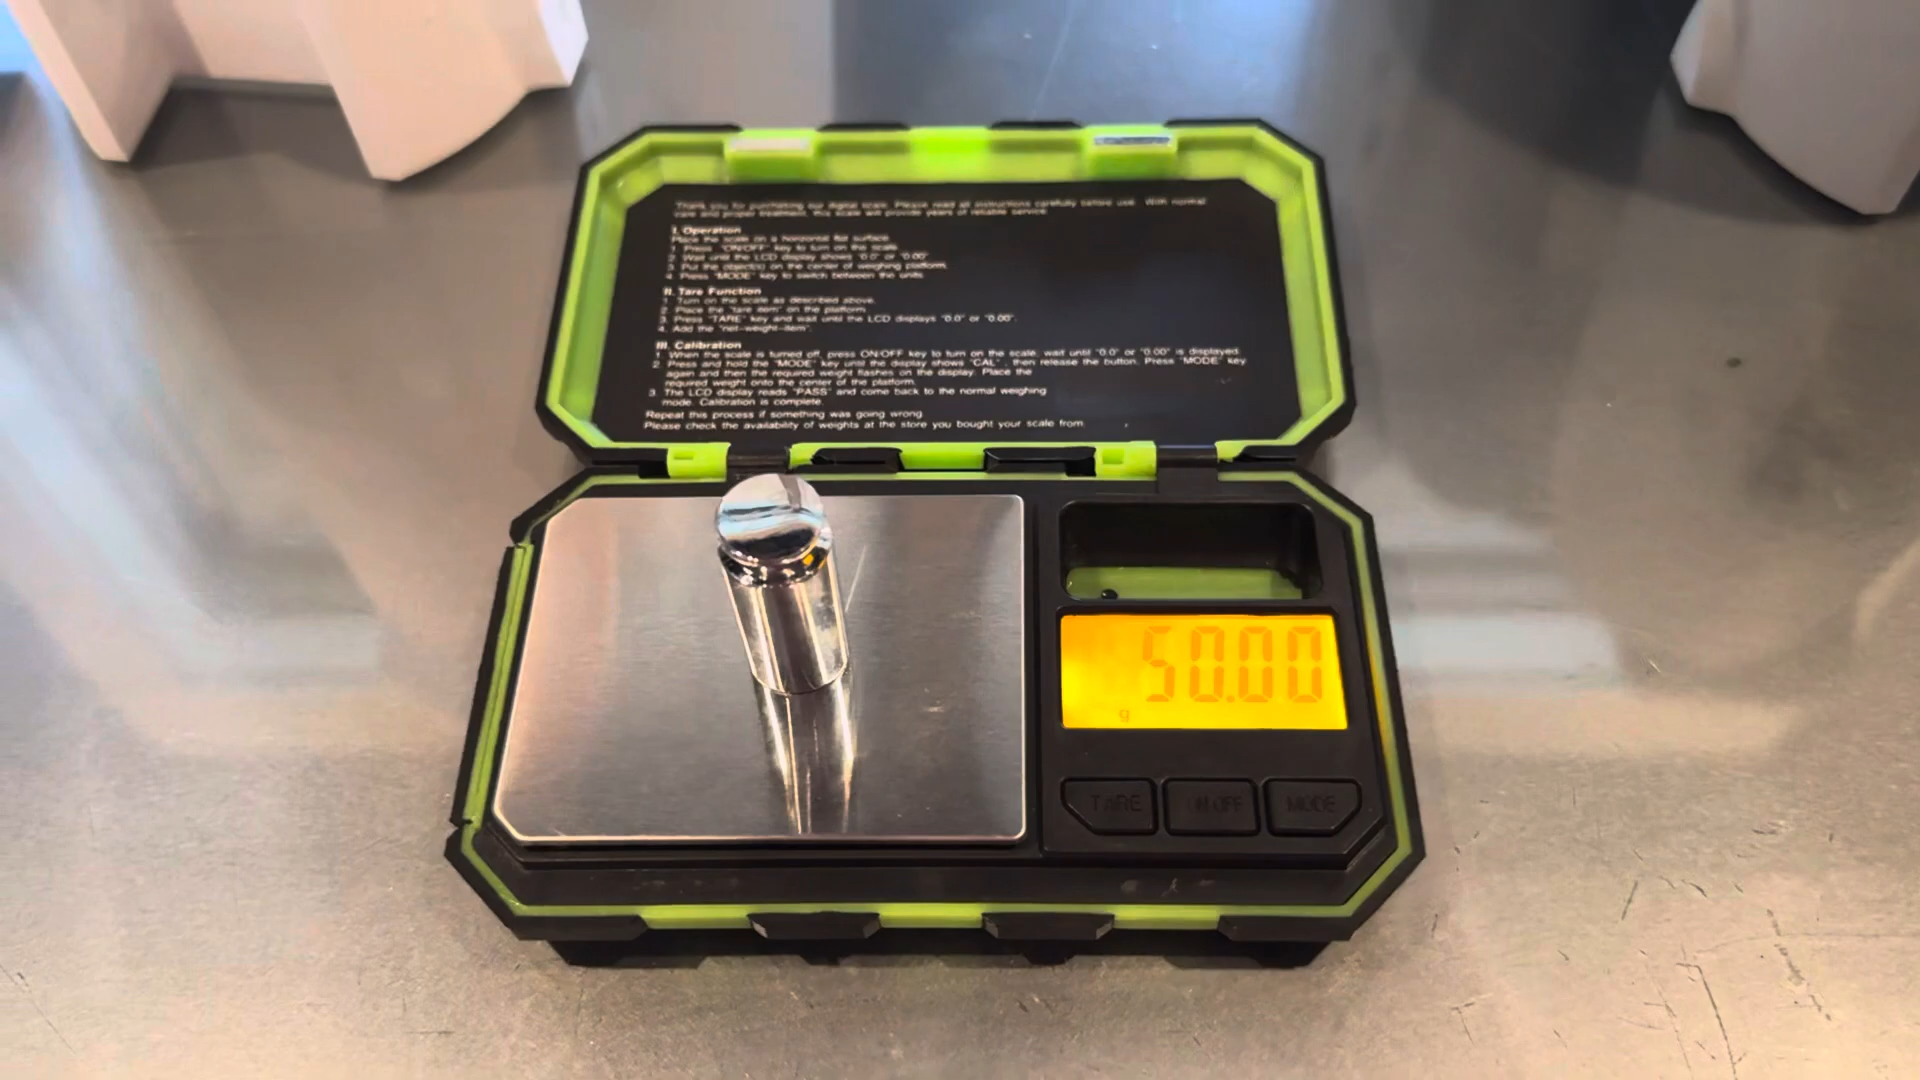 Thank you for purchasing our digital scale. Please read all instructions carefully before use. With normal
care and proper treatment, this scale will provide years of reliable service.
I. Operation
Place the scale on a horizontal flat surface.
1. Press "ON/OFF" key to turn on the scale.
2. Wait until the LCD display shows "0.0" or "0.00".
3. Put the object(s) on the center of weighing platform.
4. Press "MODE" key to switch between the units.
II. Tare Function
1. Turn on the scale as described above.
2. Place the "tare item" on the platform.
3. Press "TARE" key and wait until the LCD displays "0.0" or "0.00".
4. Add the "net-weight-item".
III. Calibration
1. When the scale is turned off, press ON/OFF key to turn on the scale, wait until "0.0" or "0.00" is displayed.
2. Press and hold the "MODE" key until the display shows "CAL", then release the button. Press "MODE" key
again and then the required weight flashes on the display. Place the
required weight onto the center of the platform.
3. The LCD display reads "PASS" and come back to the normal weighing
mode. Calibration is complete.
Repeat this process if something was going wrong.
Please check the availability of weights at the store you bought your scale from.
50.00
g
TARE ON/OFF MODE